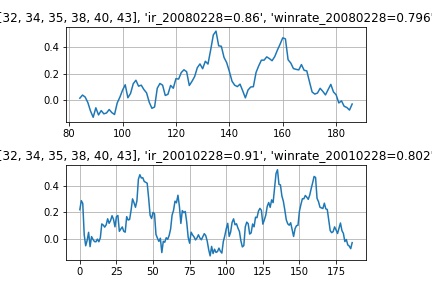 [32, 34, 35, 38, 40, 43], 'ir_20080228=0.86', 'winrate_20080228=0.796'
0.4
0.2
0.0
80 100 120 140 160 180
[32, 34, 35, 38, 40, 43], 'ir_20010228=0.91', 'winrate_20010228=0.802'
0.4
0.2
0.0
0 25 50 75 100 125 150 175